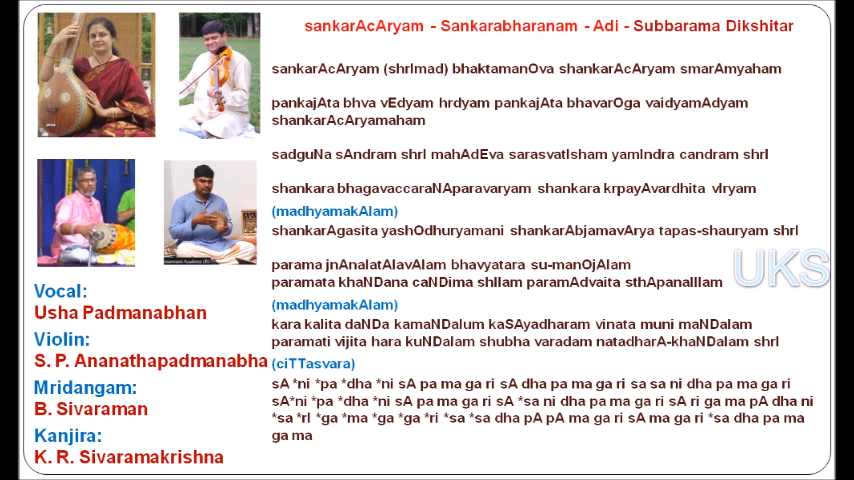 sankarAcAryam - Sankarabharanam - Adi - Subbarama Dikshitar
sankarAcAryam (shrImad) bhaktamanOva shankarAcAryam smarAmyaham
pankajAta bhva vEdyam hrdyam pankajAta bhavarOga vaidyamAdyam
shankarAcAryamaham
sadguNa sAndram shrI mahAdEva sarasvatIsham yamIndra candram shrI
shankara bhagavaccaraNAparavaryam shankara krpayAvardhita vIryam
(madhyamakAlam)
shankarAgasita yashOdhuryamani shankarAbjamavArya tapas-shauryam shrI
parama jnAnalatAlavAlam bhavyatara su-manOjAlam
paramata khaNDana caNDima shIlam paramAdvaita sthApanalIlam
(madhyamakAlam)
kara kalita daNDa kamaNDalum kaSAyadharam vinata muni maNDalam
paramati vijita hara kuNDalam shubha varadam natadharA-khaNDalam shrI
(ciTTasvara)
sA *ni *pa *dha *ni sA pa ma ga ri sA dha pa ma ga ri sa sa ni dha pa ma ga ri
sA*ni *pa *dha *ni sA pa ma ga ri sA *sa ni dha pa ma ga ri sA ri ga ma pA dha ni
*sa *rI *ga *ma *ga *ga *ri *sa *sa dha pA pA ma ga ri sA ma ga ri *sa dha pa ma
ga ma
UKS
Vocal:
Usha Padmanabhan
Violin:
S. P. Ananathapadmanabha
Mridangam:
B. Sivaraman
Kanjira:
K. R. Sivaramakrishna